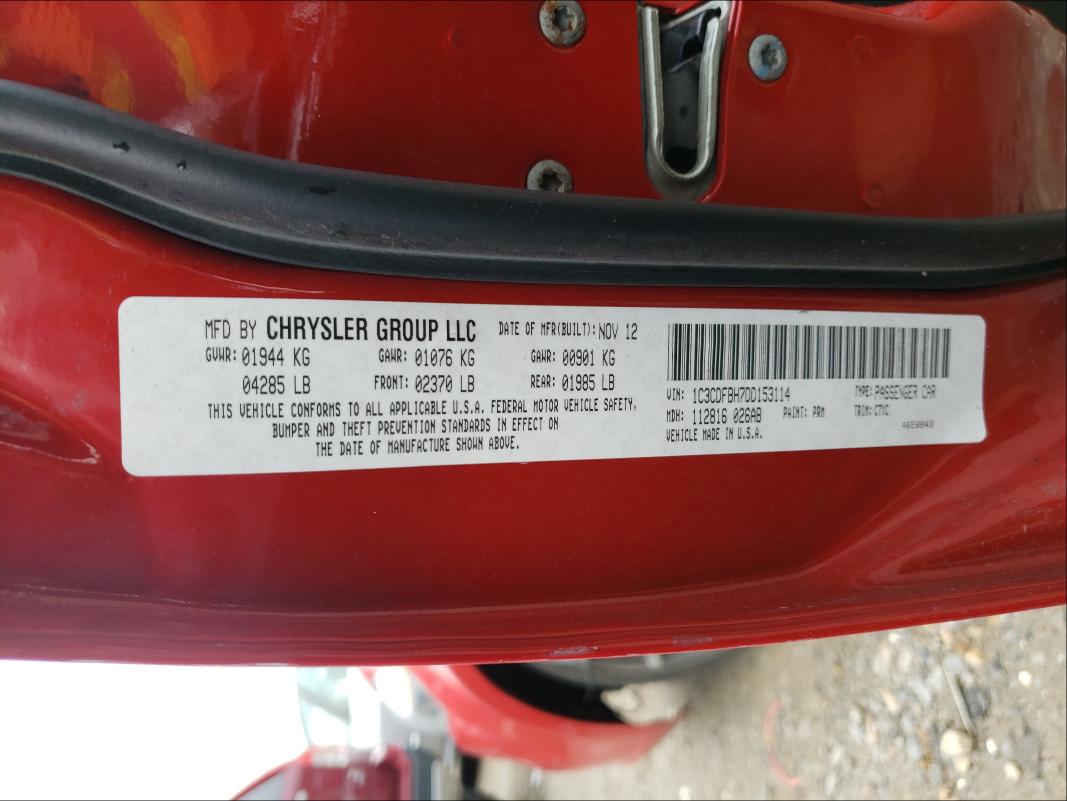 MFD BY CHRYSLER GROUP LLC DATE OF MFR(BUILT): NOV 12
GVWR: 01944 KG GAWR: 01076 KG GAWR: 00901 KG
04285 LB FRONT: 02370 LB REAR: 01985 LB
THIS VEHICLE CONFORMS TO ALL APPLICABLE U.S.A. FEDERAL MOTOR VEHICLE SAFETY,
BUMPER AND THEFT PREVENTION STANDARDS IN EFFECT ON
THE DATE OF MANUFACTURE SHOWN ABOVE.
VIN: 1C3CDFBH7DD153114 TYPE: PASSENGER CAR
MDH: 112816 026AB PAINT: PRM TRIM: C7VC
VEHICLE MADE IN U.S.A.